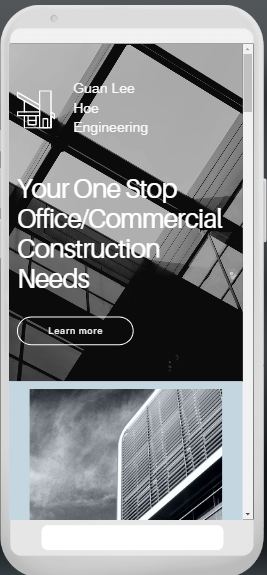 Guan Lee
Hoe
Engineering
Your One Stop
Office/Commercial
Construction
Needs
Learn more